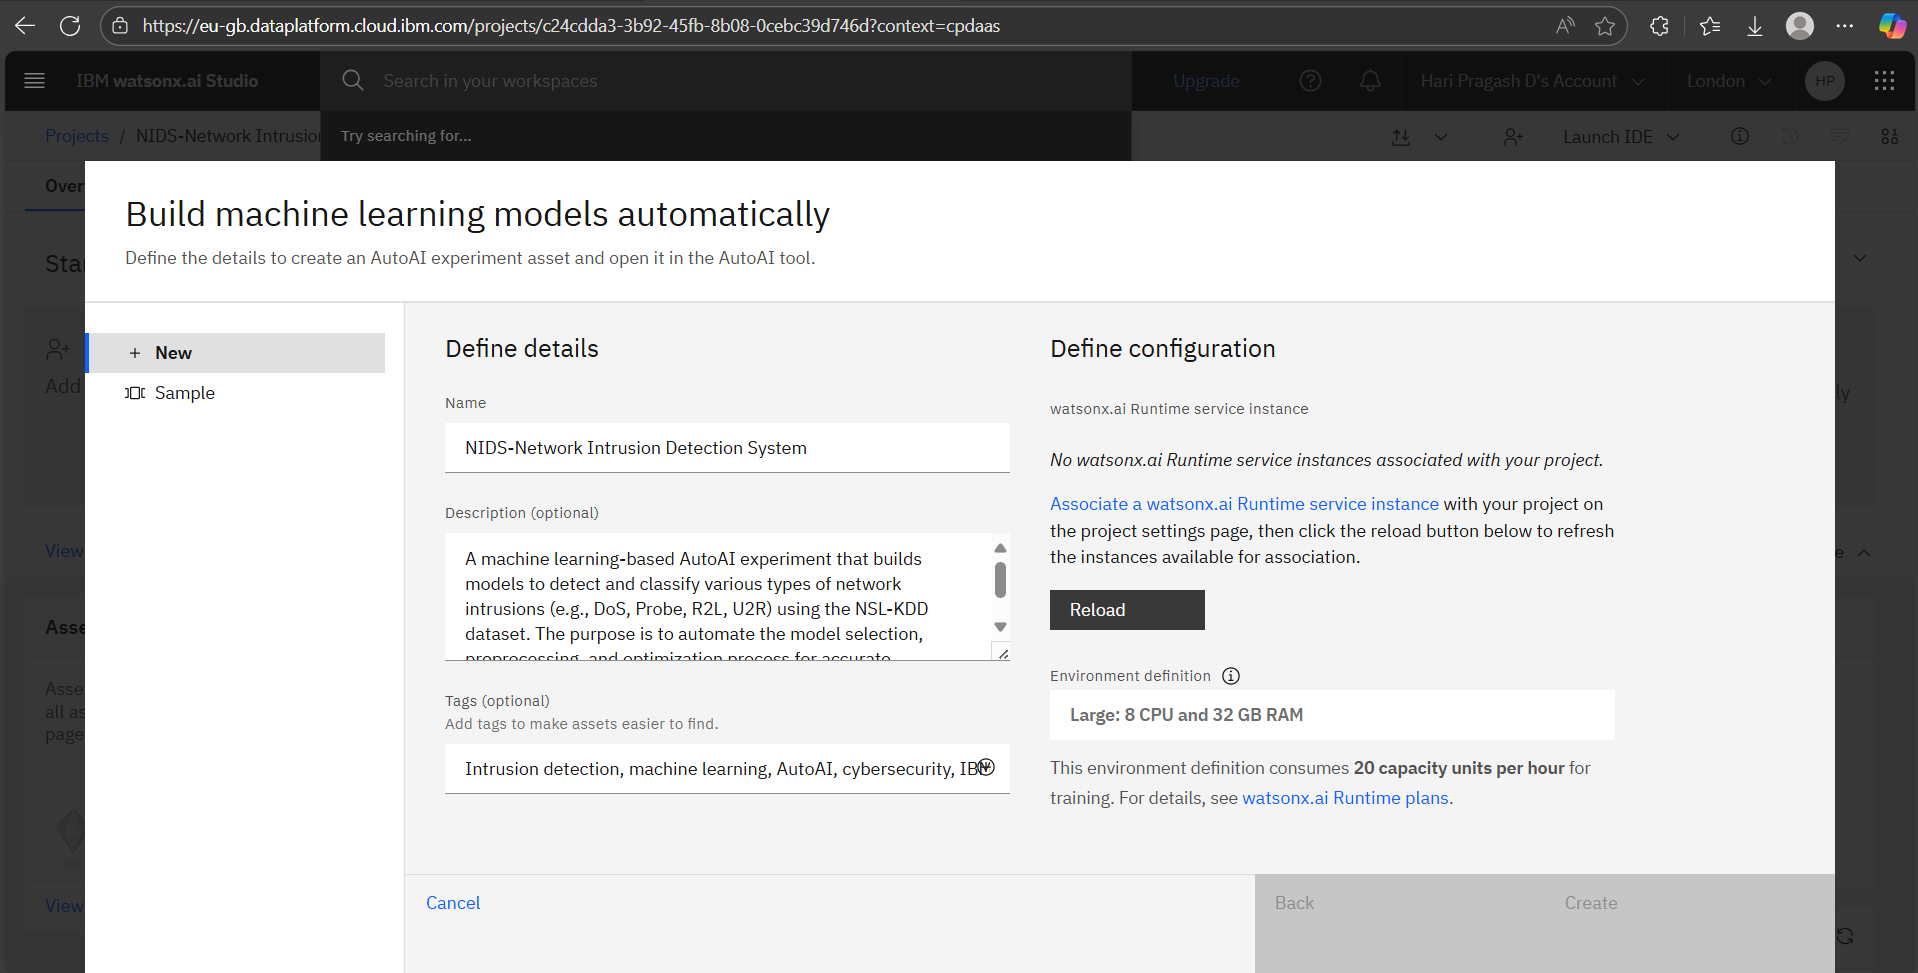 https://eu-gb.dataplatform.cloud.ibm.com/projects/c24cdda3-3b92-45fb-8b08-0cebc39d746d?context=cpdaas
IBM watsonx.ai Studio
Search in your workspaces
Upgrade
Hari Pragash D's Account
London
HP
Projects / NIDS-Network Intrusion
Try searching for...
Launch IDE
Over
Build machine learning models automatically
Define the details to create an AutoAI experiment asset and open it in the AutoAI tool.
Star
Add
View
Asse
Asse
all as
page
View
ly
e
New
Sample
Define details
Name
NIDS-Network Intrusion Detection System
Description (optional)
A machine learning-based AutoAI experiment that builds
models to detect and classify various types of network
intrusions (e.g., DoS, Probe, R2L, U2R) using the NSL-KDD
dataset. The purpose is to automate the model selection,
preprocessing, and optimization process for accurate
Tags (optional)
Add tags to make assets easier to find.
Intrusion detection, machine learning, AutoAI, cybersecurity, IBM
Define configuration
watsonx.ai Runtime service instance
No watsonx.ai Runtime service instances associated with your project.
Associate a watsonx.ai Runtime service instance with your project on
the project settings page, then click the reload button below to refresh
the instances available for association.
Reload
Environment definition
Large: 8 CPU and 32 GB RAM
This environment definition consumes 20 capacity units per hour for
training. For details, see watsonx.ai Runtime plans.
Cancel
Back
Create